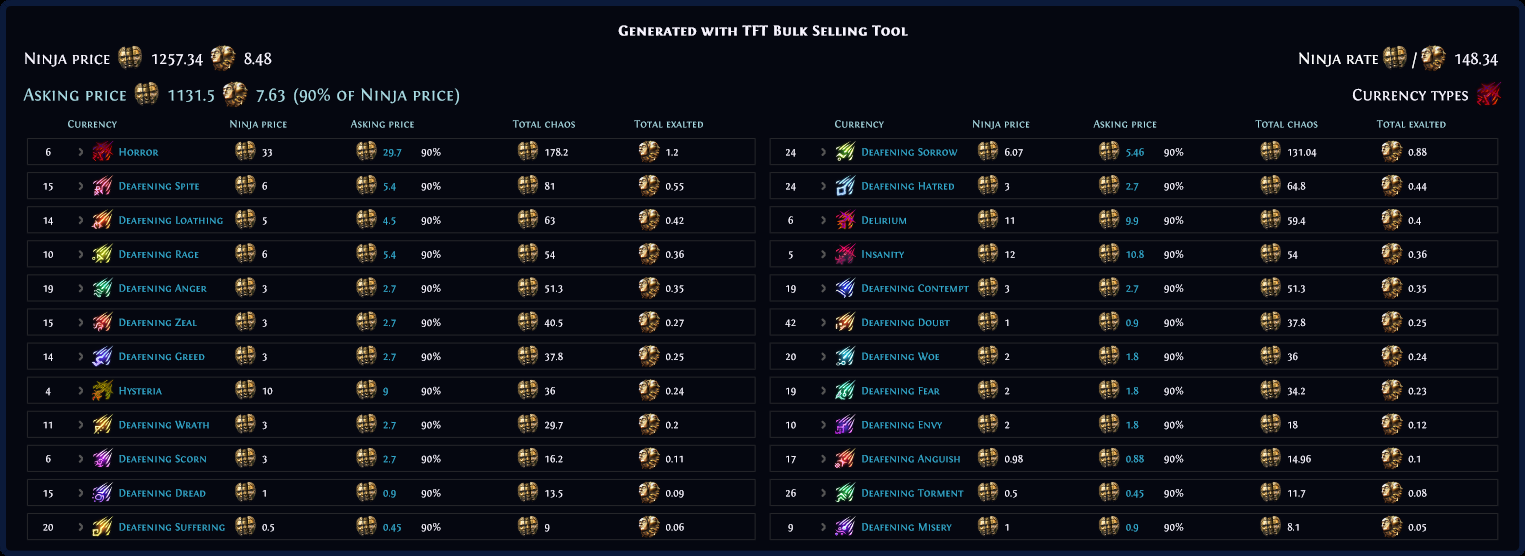 Generated with TFT Bulk Selling Tool
Ninja price 1257.34 8.48
Ninja rate / 148.34
Asking price 1131.5 7.63 (90% of Ninja price)
Currency types
Currency Ninja price Asking price Total chaos Total exalted
Currency Ninja price Asking price Total chaos Total exalted
6 Horror 33 29.7 90% 178.2 1.2
24 Deafening Sorrow 6.07 5.46 90% 131.04 0.88
15 Deafening Spite 6 5.4 90% 81 0.55
24 Deafening Hatred 3 2.7 90% 64.8 0.44
14 Deafening Loathing 5 4.5 90% 63 0.42
6 Delirium 11 9.9 90% 59.4 0.4
10 Deafening Rage 6 5.4 90% 54 0.36
5 Insanity 12 10.8 90% 54 0.36
19 Deafening Anger 3 2.7 90% 51.3 0.35
19 Deafening Contempt 3 2.7 90% 51.3 0.35
15 Deafening Zeal 3 2.7 90% 40.5 0.27
42 Deafening Doubt 1 0.9 90% 37.8 0.25
14 Deafening Greed 3 2.7 90% 37.8 0.25
20 Deafening Woe 2 1.8 90% 36 0.24
4 Hysteria 10 9 90% 36 0.24
19 Deafening Fear 2 1.8 90% 34.2 0.23
11 Deafening Wrath 3 2.7 90% 29.7 0.2
10 Deafening Envy 2 1.8 90% 18 0.12
6 Deafening Scorn 3 2.7 90% 16.2 0.11
17 Deafening Anguish 0.98 0.88 90% 14.96 0.1
15 Deafening Dread 1 0.9 90% 13.5 0.09
26 Deafening Torment 0.5 0.45 90% 11.7 0.08
20 Deafening Suffering 0.5 0.45 90% 9 0.06
9 Deafening Misery 1 0.9 90% 8.1 0.05